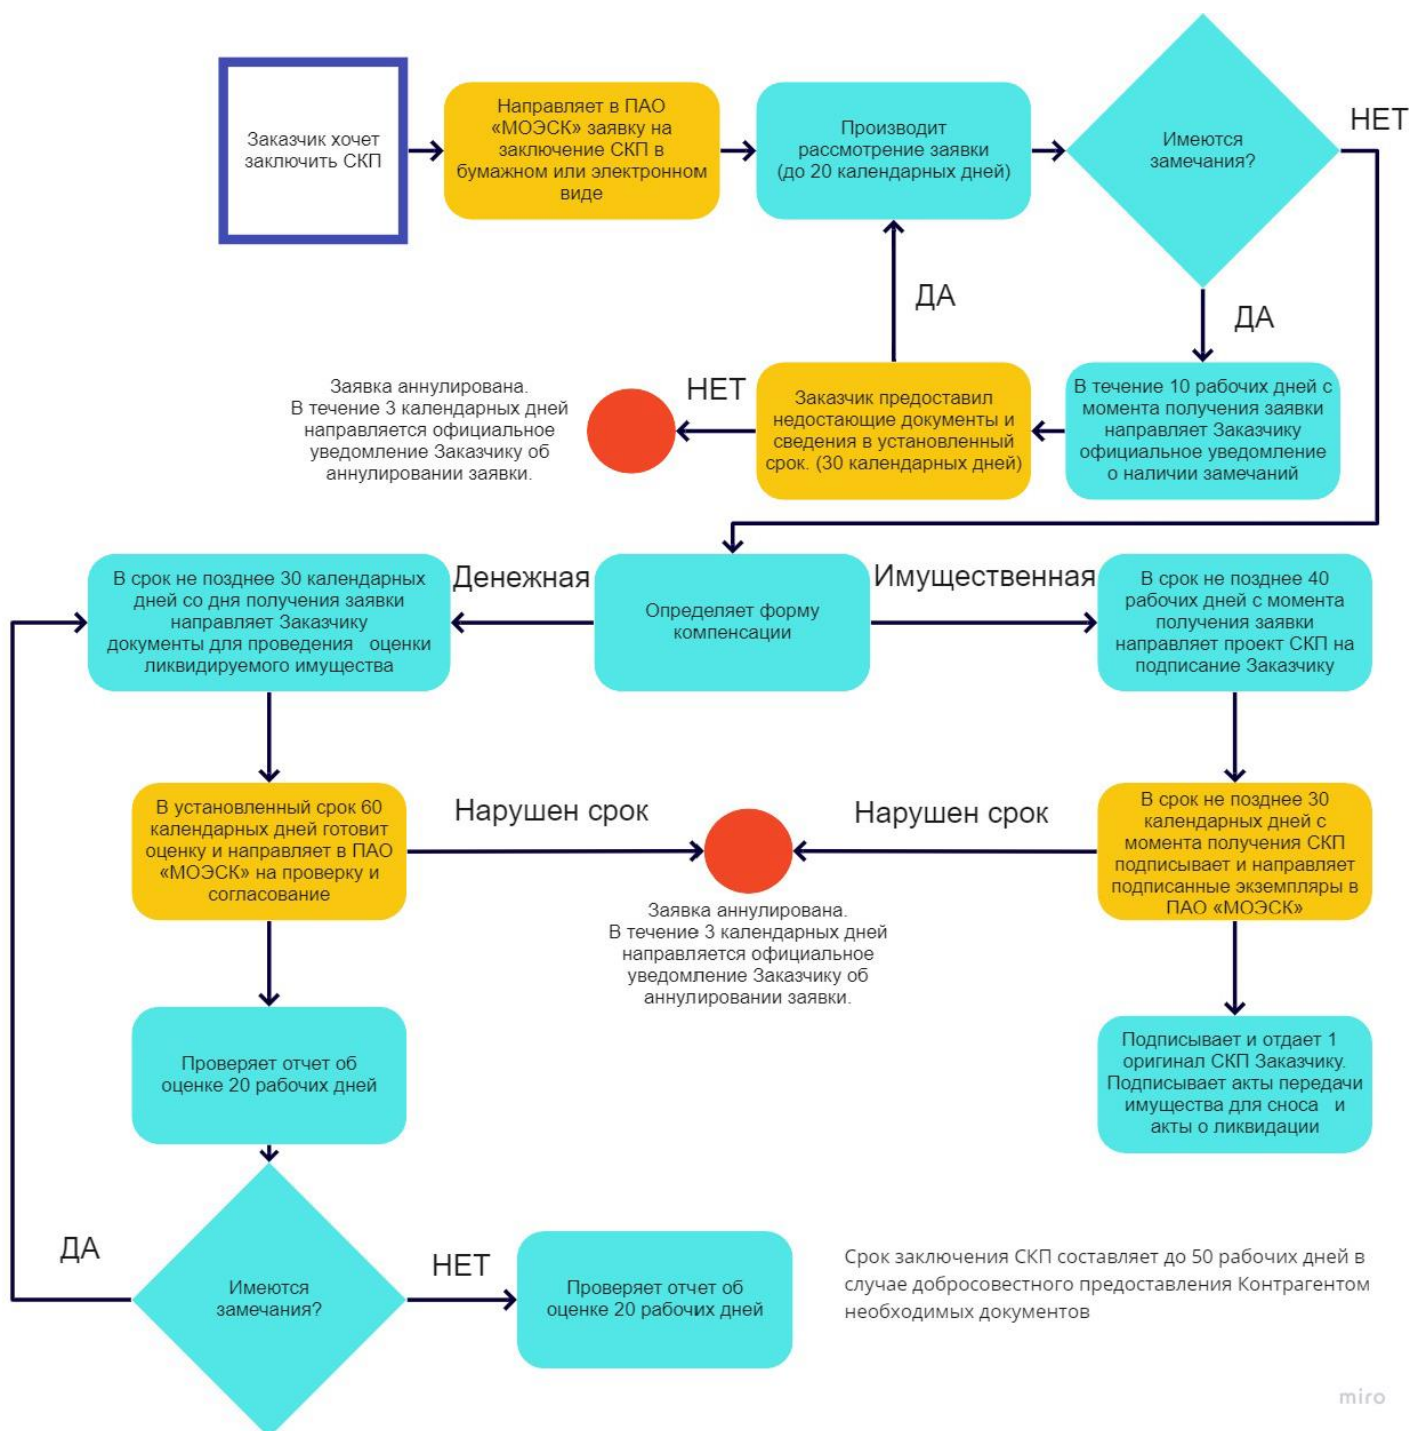 Заказчик хочет
заключить СКП
Направляет в ПАО
«МОЭСК» заявку на
заключение СКП в
бумажном или электронном
виде
Производит
рассмотрение заявки
(до 20 календарных дней)
Имеются
замечания?
НЕТ
ДА
ДА
Заявка аннулирована.
В течение 3 календарных дней
направляется официальное
уведомление Заказчику об
аннулировании заявки.
НЕТ
Заказчик предоставил
недостающие документы и
сведения в установленный
срок. (30 календарных дней)
В течение 10 рабочих дней с
момента получения заявки
направляет Заказчику
официальное уведомление
о наличии замечаний
В срок не позднее 30 календарных
дней со дня получения заявки
направляет Заказчику
документы для проведения оценки
ликвидируемого имущества
Денежная
Определяет форму
компенсации
Имущественная
В срок не позднее 40
рабочих дней с момента
получения заявки
направляет проект СКП на
подписание Заказчику
В установленный срок 60
календарных дней готовит
оценку и направляет в ПАО
«МОЭСК» на проверку и
согласование
Нарушен срок
Нарушен срок
В срок не позднее 30
календарных дней с
момента получения СКП
подписывает и направляет
подписанные экземпляры в
ПАО «МОЭСК»
Заявка аннулирована.
В течение 3 календарных дней
направляется официальное
уведомление Заказчику об
аннулировании заявки.
Проверяет отчет об
оценке 20 рабочих дней
Подписывает и отдает 1
оригинал СКП Заказчику.
Подписывает акты передачи
имущества для сноса и
акты о ликвидации
ДА
Имеются
замечания?
НЕТ
Проверяет отчет об
оценке 20 рабочих дней
Срок заключения СКП составляет до 50 рабочих дней в
случае добросовестного предоставления Контрагентом
необходимых документов
miro